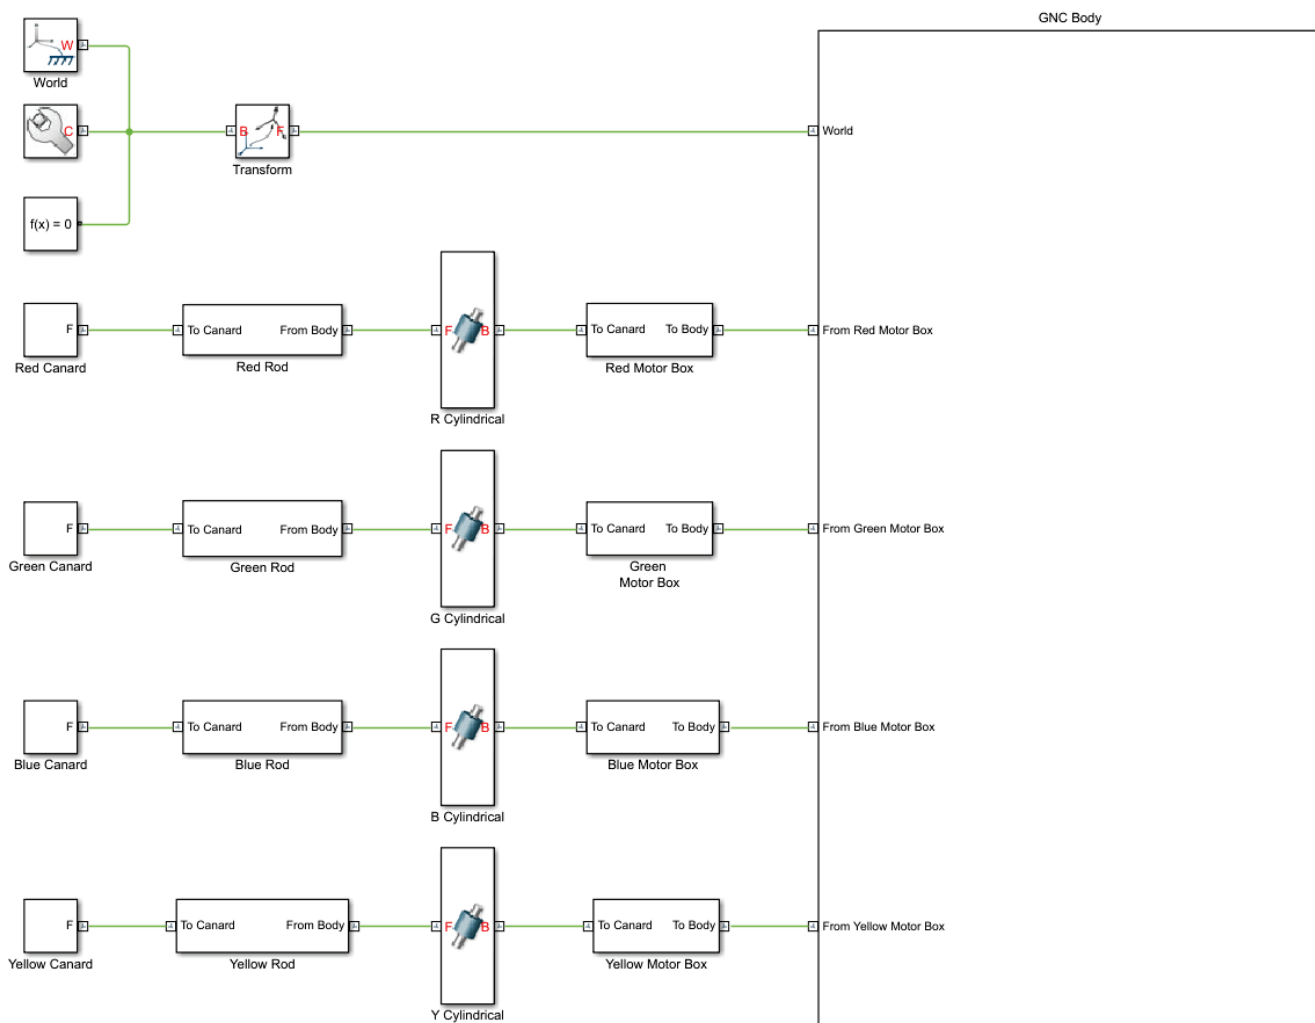 GNC Body
W
World
C
B
F
Transform
World
f(x) = 0
F
To Canard
From Body
F
B
To Canard
To Body
From Red Motor Box
Red Canard
Red Rod
Red Motor Box
R Cylindrical
F
To Canard
From Body
F
B
To Canard
To Body
From Green Motor Box
Green Canard
Green Rod
Green
Motor Box
G Cylindrical
F
To Canard
From Body
F
B
To Canard
To Body
From Blue Motor Box
Blue Canard
Blue Rod
Blue Motor Box
B Cylindrical
F
To Canard
From Body
F
B
To Canard
To Body
From Yellow Motor Box
Yellow Canard
Yellow Rod
Yellow Motor Box
Y Cylindrical